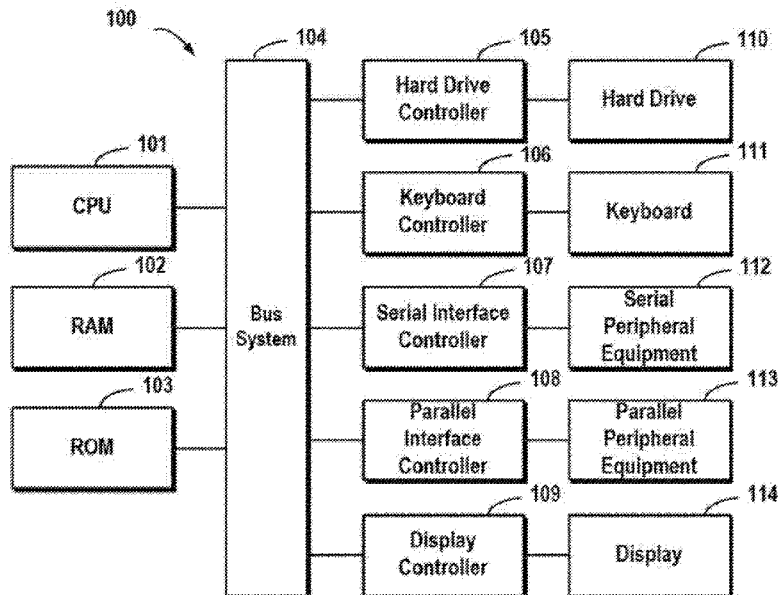 100
104
105
110
Hard Drive
Controller
Hard Drive
101
106
111
CPU
Keyboard
Controller
Keyboard
102
107
112
RAM
Bus
System
Serial Interface
Controller
Serial
Peripheral
Equipment
103
108
113
ROM
Parallel
Interface
Controller
Parallel
Peripheral
Equipment
109
114
Display
Controller
Display